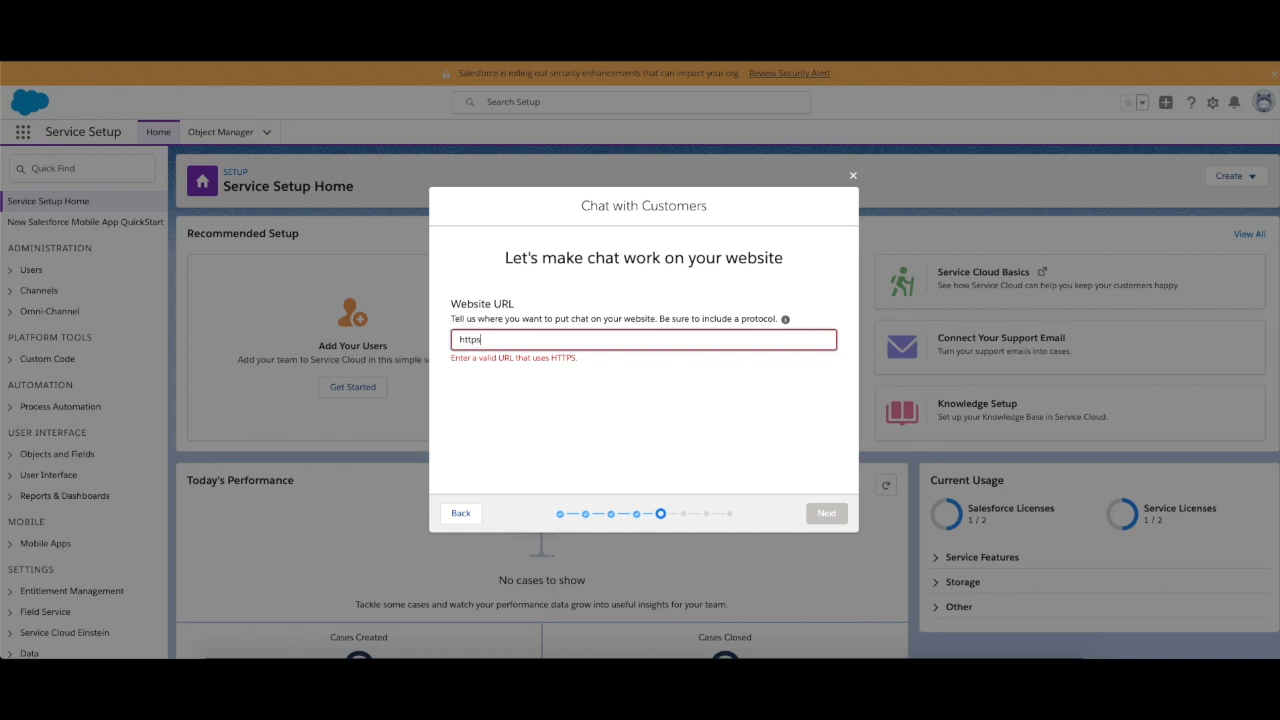 Salesforce is rolling out security enhancements that can impact your org. Review Security Alert
Search Setup
Service Setup
Home
Object Manager
Quick Find
Service Setup Home
New Salesforce Mobile App QuickStart
ADMINISTRATION
Users
Channels
Omni-Channel
PLATFORM TOOLS
Custom Code
AUTOMATION
Process Automation
USER INTERFACE
Objects and Fields
User Interface
Reports & Dashboards
MOBILE
Mobile Apps
SETTINGS
Entitlement Management
Field Service
Service Cloud Einstein
Data
SETUP
Service Setup Home
Create
Recommended Setup
View All
Add Your Users
Add your team to Service Cloud in this simple s
Get Started
Chat with Customers
Let's make chat work on your website
Website URL
Tell us where you want to put chat on your website. Be sure to include a protocol.
https
Enter a valid URL that uses HTTPS.
Back
Next
Service Cloud Basics
See how Service Cloud can help you keep your customers happy.
Connect Your Support Email
Turn your support emails into cases.
Knowledge Setup
Set up your Knowledge Base in Service Cloud.
Today's Performance
No cases to show
Tackle some cases and watch your performance data grow into useful insights for your team.
Cases Created
Cases Closed
Current Usage
Salesforce Licenses
1 / 2
Service Licenses
1 / 2
Service Features
Storage
Other